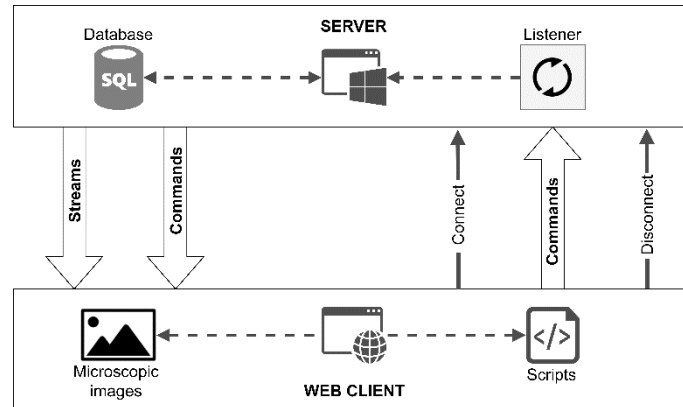 SERVER
Database
Listener
SQL
Streams
Commands
Connect
Commands
Disconnect
</>
Microscopic
images
WEB CLIENT
Scripts